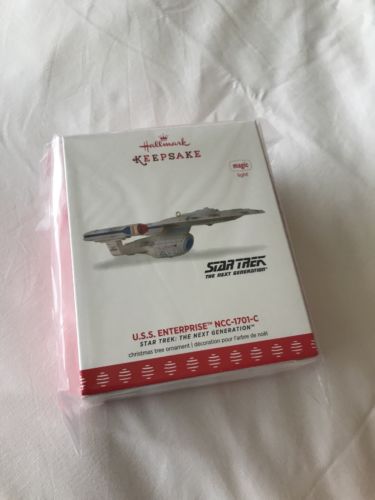 Hallmark
KEEPSAKE
magic
light
STAR TREK
THE NEXT GENERATION
U.S.S. ENTERPRISE™ NCC-1701-C
STAR TREK: THE NEXT GENERATION™
christmas tree ornament | décoration pour l'arbre de noël